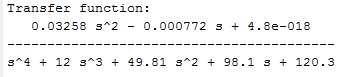 Transfer function:
0.03258 s^2 - 0.000772 s + 4.8e-018
-----------------------------------------
s^4 + 12 s^3 + 49.81 s^2 + 98.1 s + 120.3